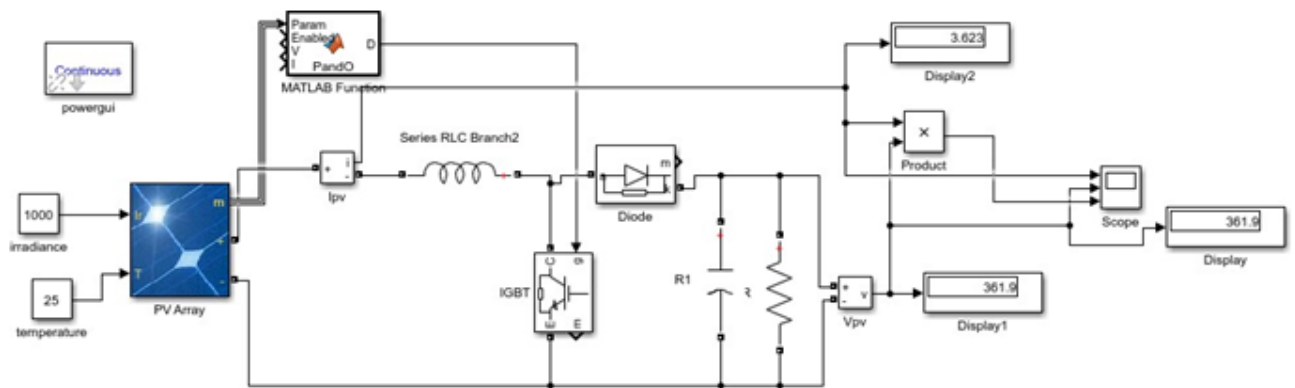 Continuous
powergui
Param
Enabled
V
I
D
PandO
MATLAB Function
3.623
Display2
Series RLC Branch2
×
Product
+
i
-
Ipv
m
a
k
Diode
Scope
361.9
Display
1000
irradiance
25
temperature
Ir
T
m
+
-
PV Array
C
g
E
m
IGBT
R1
R
+
-
v
Vpv
361.9
Display1